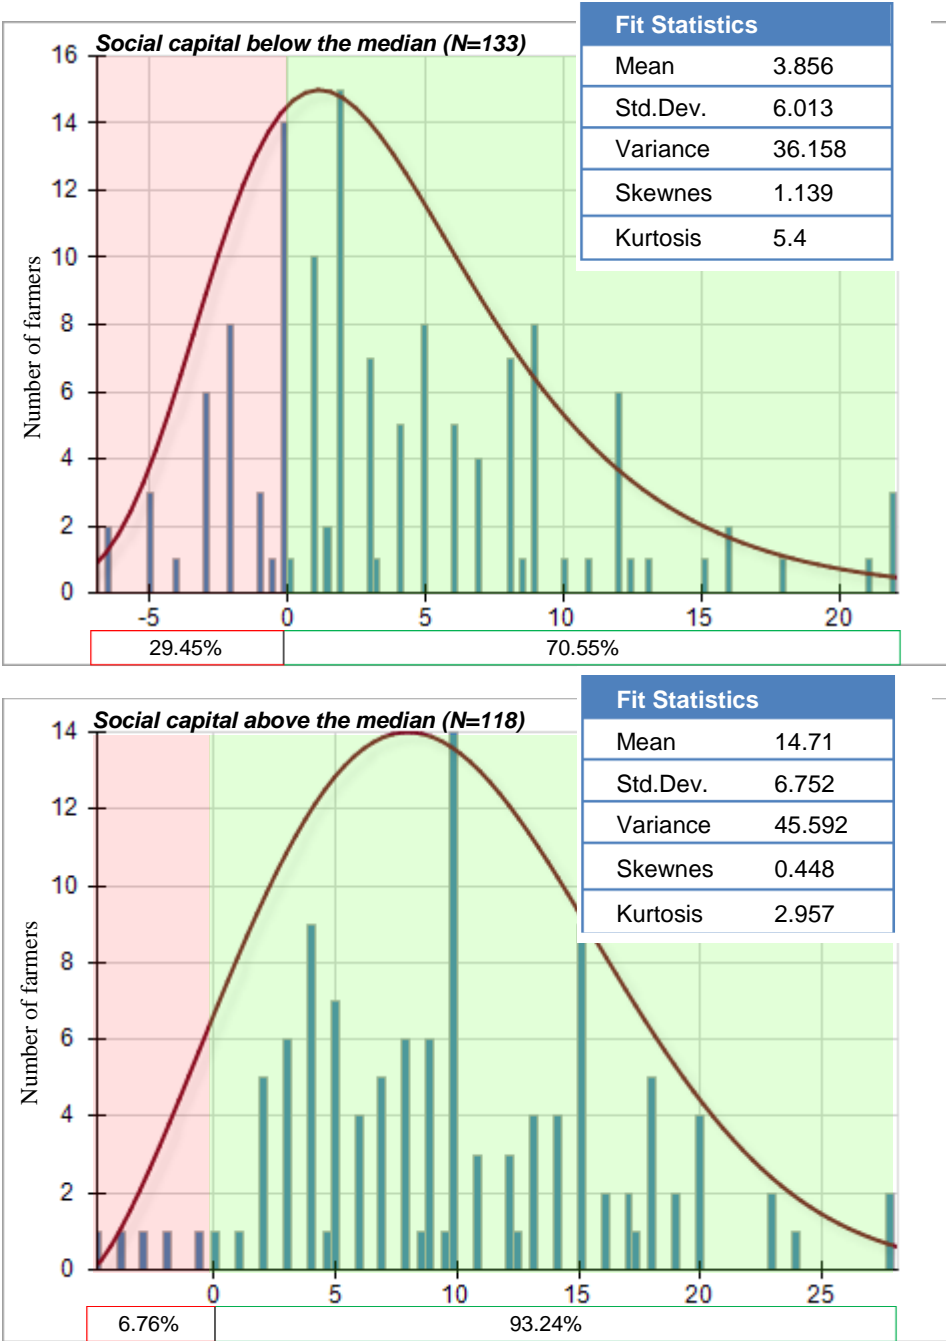 Social capital below the median (N=133)
Fit Statistics
Mean 3.856
Std.Dev. 6.013
Variance 36.158
Skewnes 1.139
Kurtosis 5.4
Number of farmers
16
14
12
10
8
6
4
2
0
-5 0 5 10 15 20
29.45% 70.55%
Social capital above the median (N=118)
Fit Statistics
Mean 14.71
Std.Dev. 6.752
Variance 45.592
Skewnes 0.448
Kurtosis 2.957
Number of farmers
14
12
10
8
6
4
2
0
0 5 10 15 20 25
6.76% 93.24%